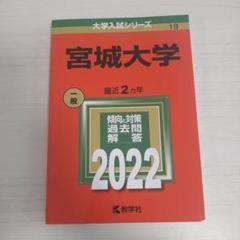 大学入試シリーズ
19
宮城大学
一般
最近2カ年
傾向と対策
過去問
解答
2022
教学社